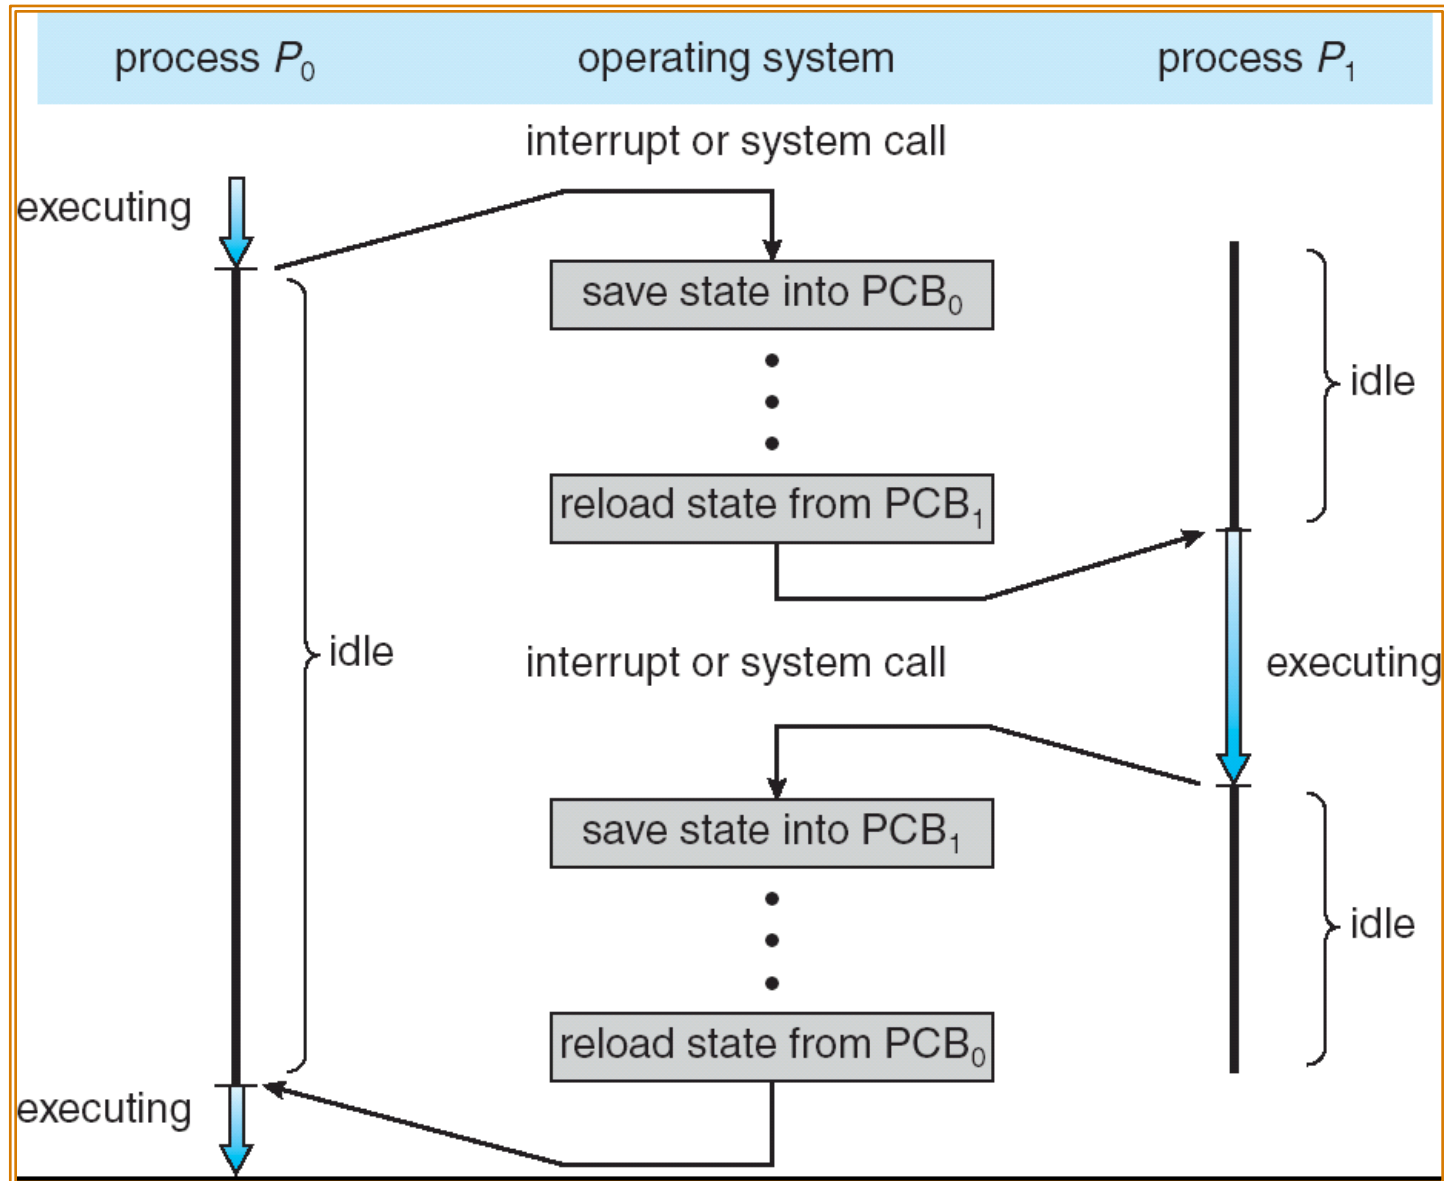 process P₀ operating system process P₁
interrupt or system call
executing
save state into PCB₀
idle
reload state from PCB₁
idle
interrupt or system call
executing
save state into PCB₁
idle
reload state from PCB₀
executing